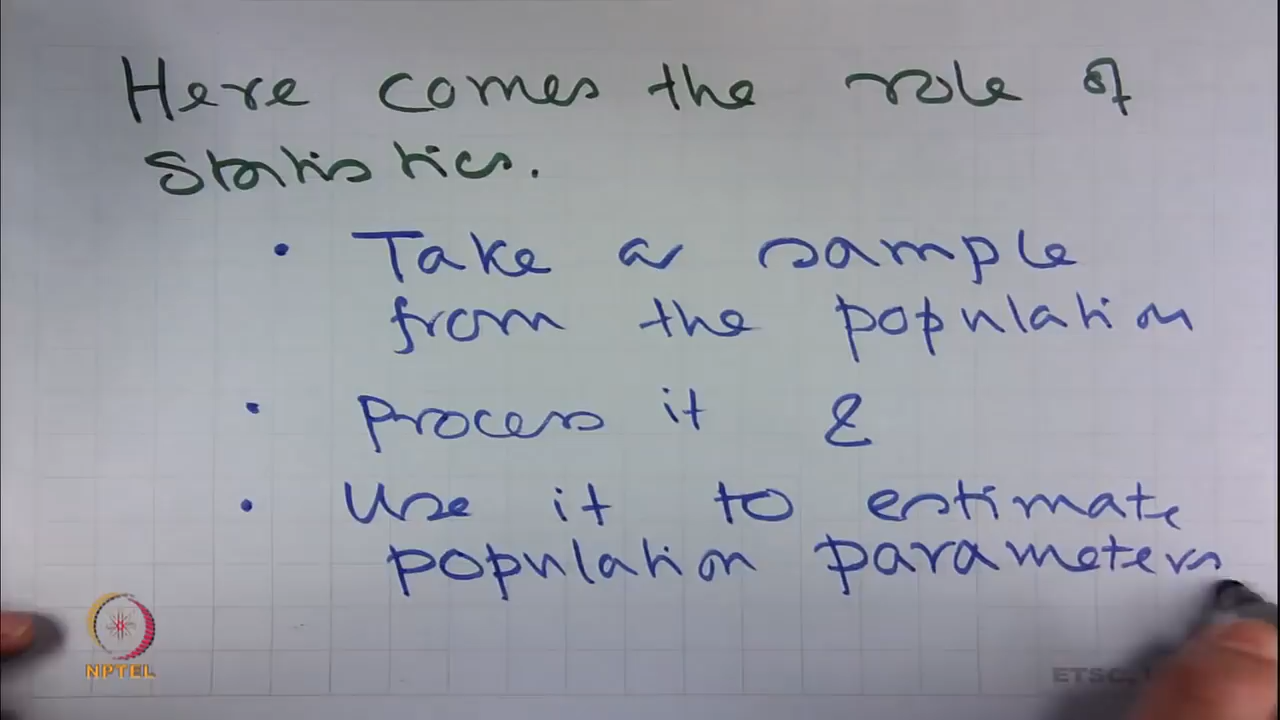 Here comes the role of
Statistics.
• Take a sample
from the population
• Process it &
• Use it to estimate
population parameters
NPTEL
ETSC,